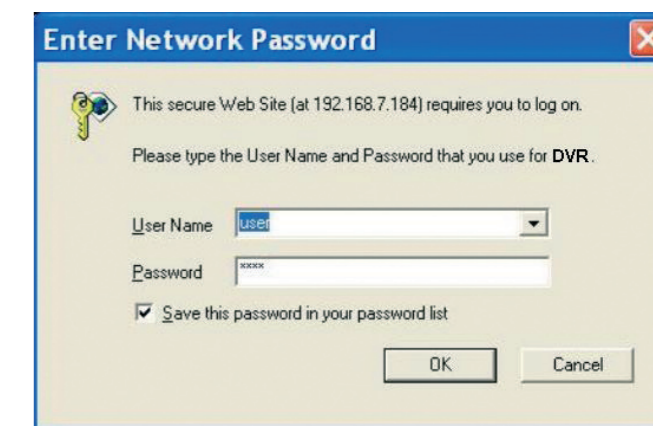 Enter Network Password
This secure Web Site (at 192.168.7.184) requires you to log on.
Please type the User Name and Password that you use for DVR.
User Name user
Password ****
Save this password in your password list
OK Cancel